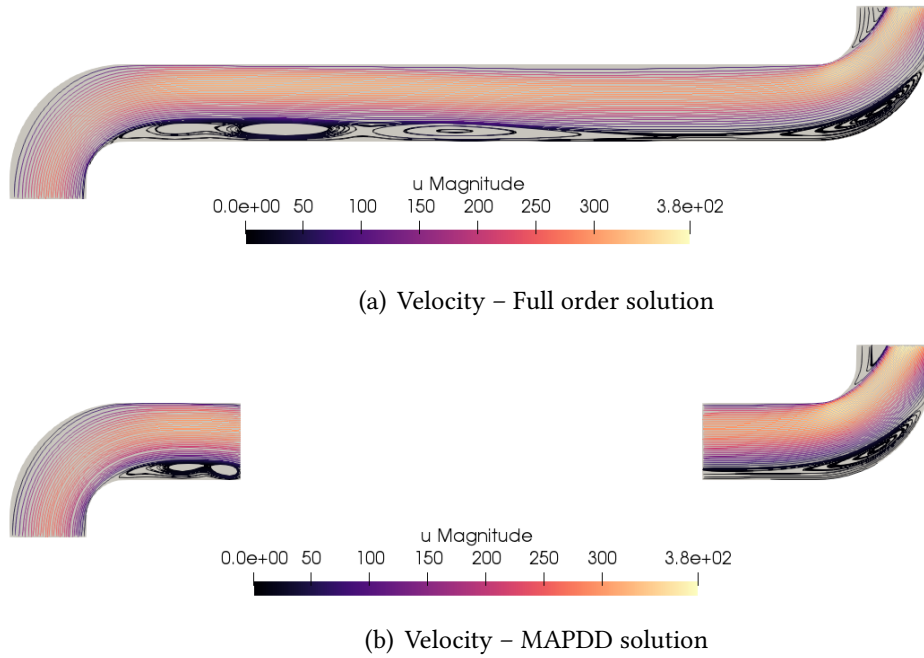 u Magnitude
0.0e+00 50 100 150 200 250 300 3.8e+02
(a) Velocity – Full order solution
u Magnitude
0.0e+00 50 100 150 200 250 300 3.8e+02
(b) Velocity – MAPDD solution